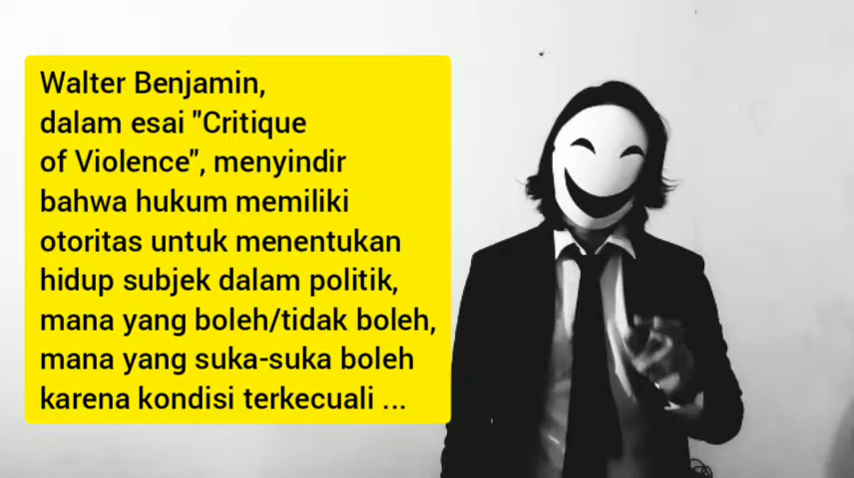 Walter Benjamin,
dalam esai "Critique
of Violence", menyindir
bahwa hukum memiliki
otoritas untuk menentukan
hidup subjek dalam politik,
mana yang boleh/tidak boleh,
mana yang suka-suka boleh
karena kondisi terkecuali ...